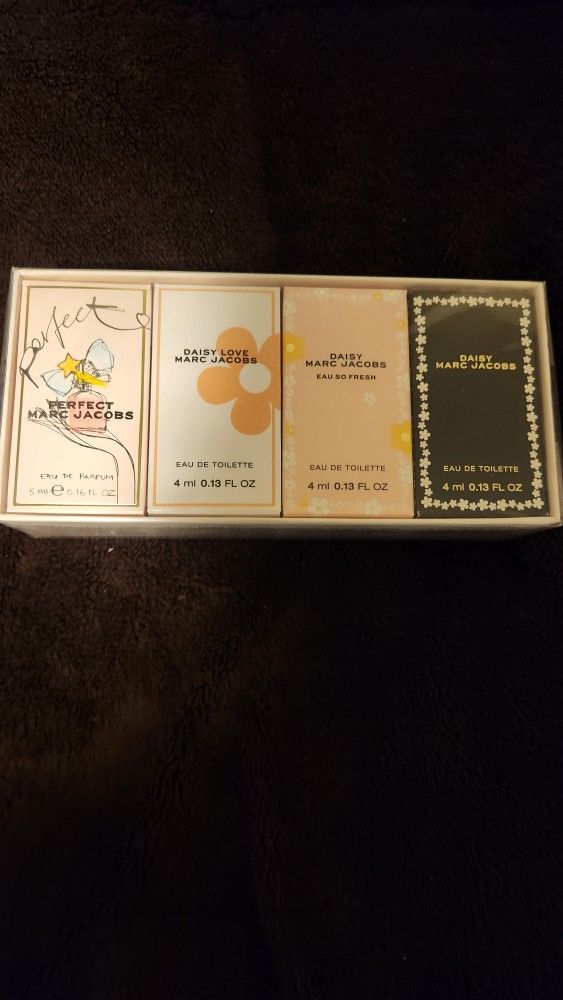 Perfect
PERFECT
MARC JACOBS
EAU DE PARFUM
5 ml e 0.16 FL OZ
DAISY LOVE
MARC JACOBS
EAU DE TOILETTE
4 ml 0.13 FL OZ
DAISY
MARC JACOBS
EAU SO FRESH
EAU DE TOILETTE
4 ml 0.13 FL OZ
DAISY
MARC JACOBS
EAU DE TOILETTE
4 ml 0.13 FL OZ